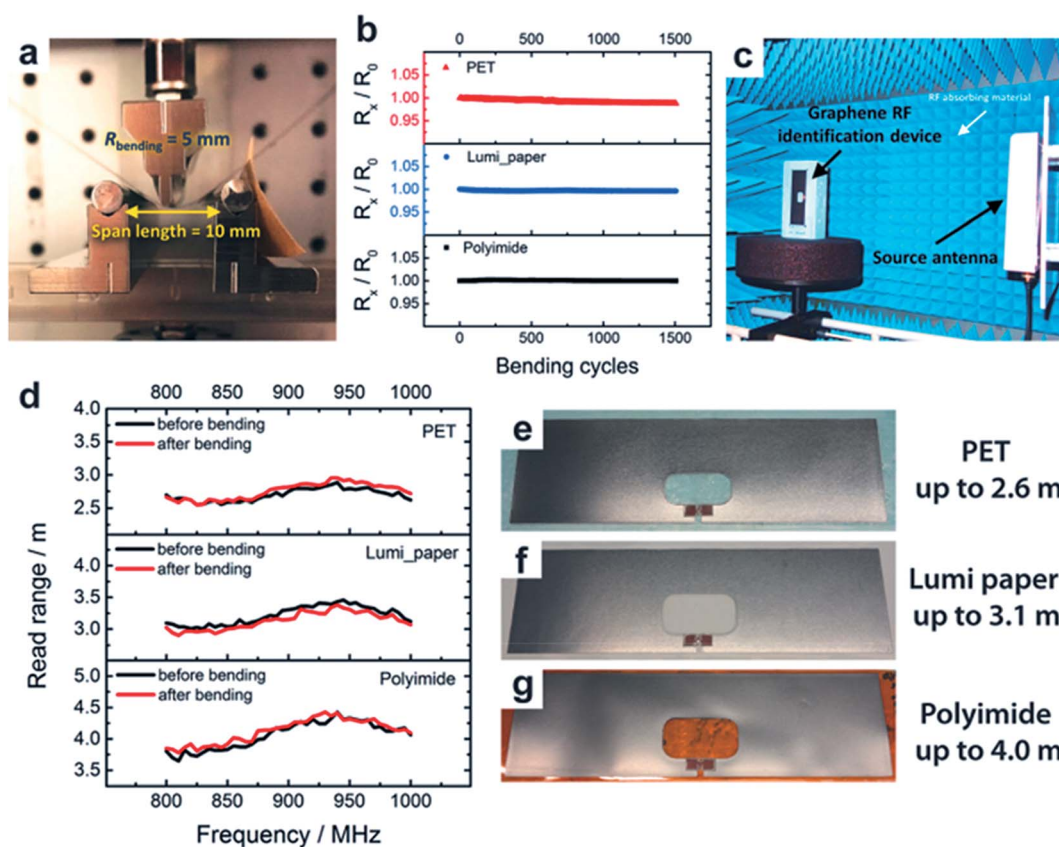 a
R bending = 5 mm
Span length = 10 mm
b
0 500 1000 1500
1.05
1.00
0.95
Rx / R0
PET
1.05
1.00
0.95
Rx / R0
Lumi_paper
1.05
1.00
0.95
Rx / R0
Polyimide
0 500 1000 1500
Bending cycles
c
RF absorbing material
Graphene RF
identification device
Source antenna
d
800 850 900 950 1000
4.0
3.5
3.0
2.5
before bending
after bending
PET
4.0
3.5
3.0
before bending
after bending
Lumi_paper
5.0
4.5
4.0
3.5
before bending
after bending
Polyimide
Read range / m
800 850 900 950 1000
Frequency / MHz
e
PET
up to 2.6 m
f
Lumi paper
up to 3.1 m
g
Polyimide
up to 4.0 m